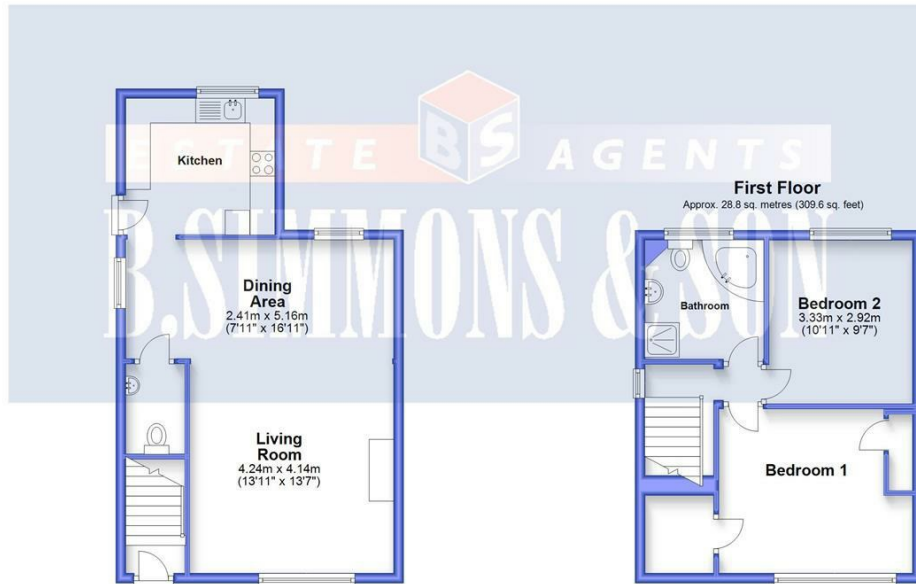 ESTATE BS AGENTS
B.SIMMONS & SON
Kitchen
Dining
Area
2.41m x 5.16m
(7'11" x 16'11")
Living
Room
4.24m x 4.14m
(13'11" x 13'7")
First Floor
Approx. 28.8 sq. metres (309.6 sq. feet)
Bathroom
Bedroom 2
3.33m x 2.92m
(10'11" x 9'7")
Bedroom 1